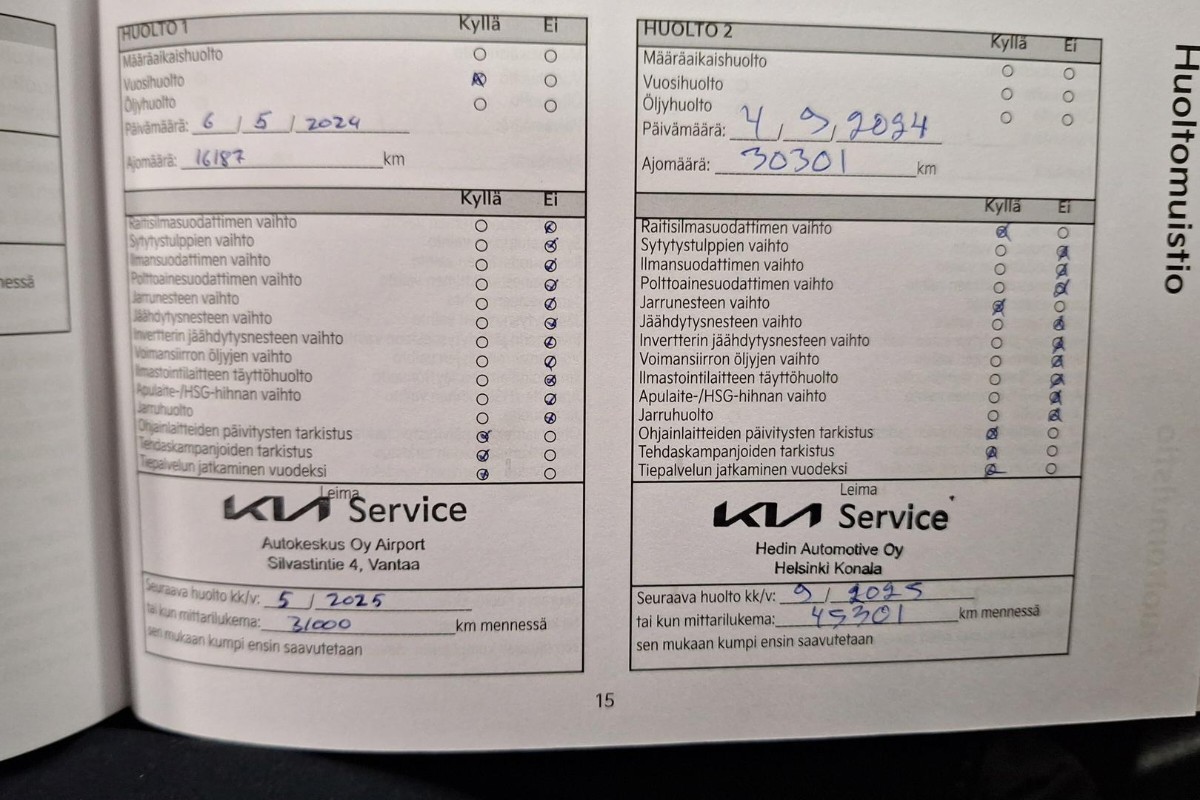 HUOLTO 1 Kyllä Ei
Määräaikaishuolto
Vuosihuolto
Öljyhuolto
Päivämäärä: 6 / 5 / 2024
Ajomäärä: 16187 km
Kyllä Ei
Raitisilmasuodattimen vaihto
Sytytystulppien vaihto
Ilmansuodattimen vaihto
Polttoainesuodattimen vaihto
Jarrunesteen vaihto
Jäähdytysnesteen vaihto
Invertterin jäähdytysnesteen vaihto
Voimansiirron öljyjen vaihto
Ilmastointilaitteen täyttöhuolto
Apulaite-/HSG-hihnan vaihto
Jarruhuolto
Ohjainlaitteiden päivitysten tarkistus
Tehdaskampanjoiden tarkistus
Tiepalvelun jatkaminen vuodeksi
Leima
KIA Service
Autokeskus Oy Airport
Silvastintie 4, Vantaa
Seuraava huolto kk/v: 5 / 2025
tai kun mittarilukema: 31000 km mennessä
sen mukaan kumpi ensin saavutetaan
HUOLTO 2 Kyllä Ei
Määräaikaishuolto
Vuosihuolto
Öljyhuolto
Päivämäärä: 4 / 9 / 2024
Ajomäärä: 30301 km
Kyllä Ei
Raitisilmasuodattimen vaihto
Sytytystulppien vaihto
Ilmansuodattimen vaihto
Polttoainesuodattimen vaihto
Jarrunesteen vaihto
Jäähdytysnesteen vaihto
Invertterin jäähdytysnesteen vaihto
Voimansiirron öljyjen vaihto
Ilmastointilaitteen täyttöhuolto
Apulaite-/HSG-hihnan vaihto
Jarruhuolto
Ohjainlaitteiden päivitysten tarkistus
Tehdaskampanjoiden tarkistus
Tiepalvelun jatkaminen vuodeksi
Leima
KIA Service
Hedin Automotive Oy
Helsinki Konala
Seuraava huolto kk/v: 9 / 2025
tai kun mittarilukema: 45301 km mennessä
sen mukaan kumpi ensin saavutetaan
Huoltomuistio
15